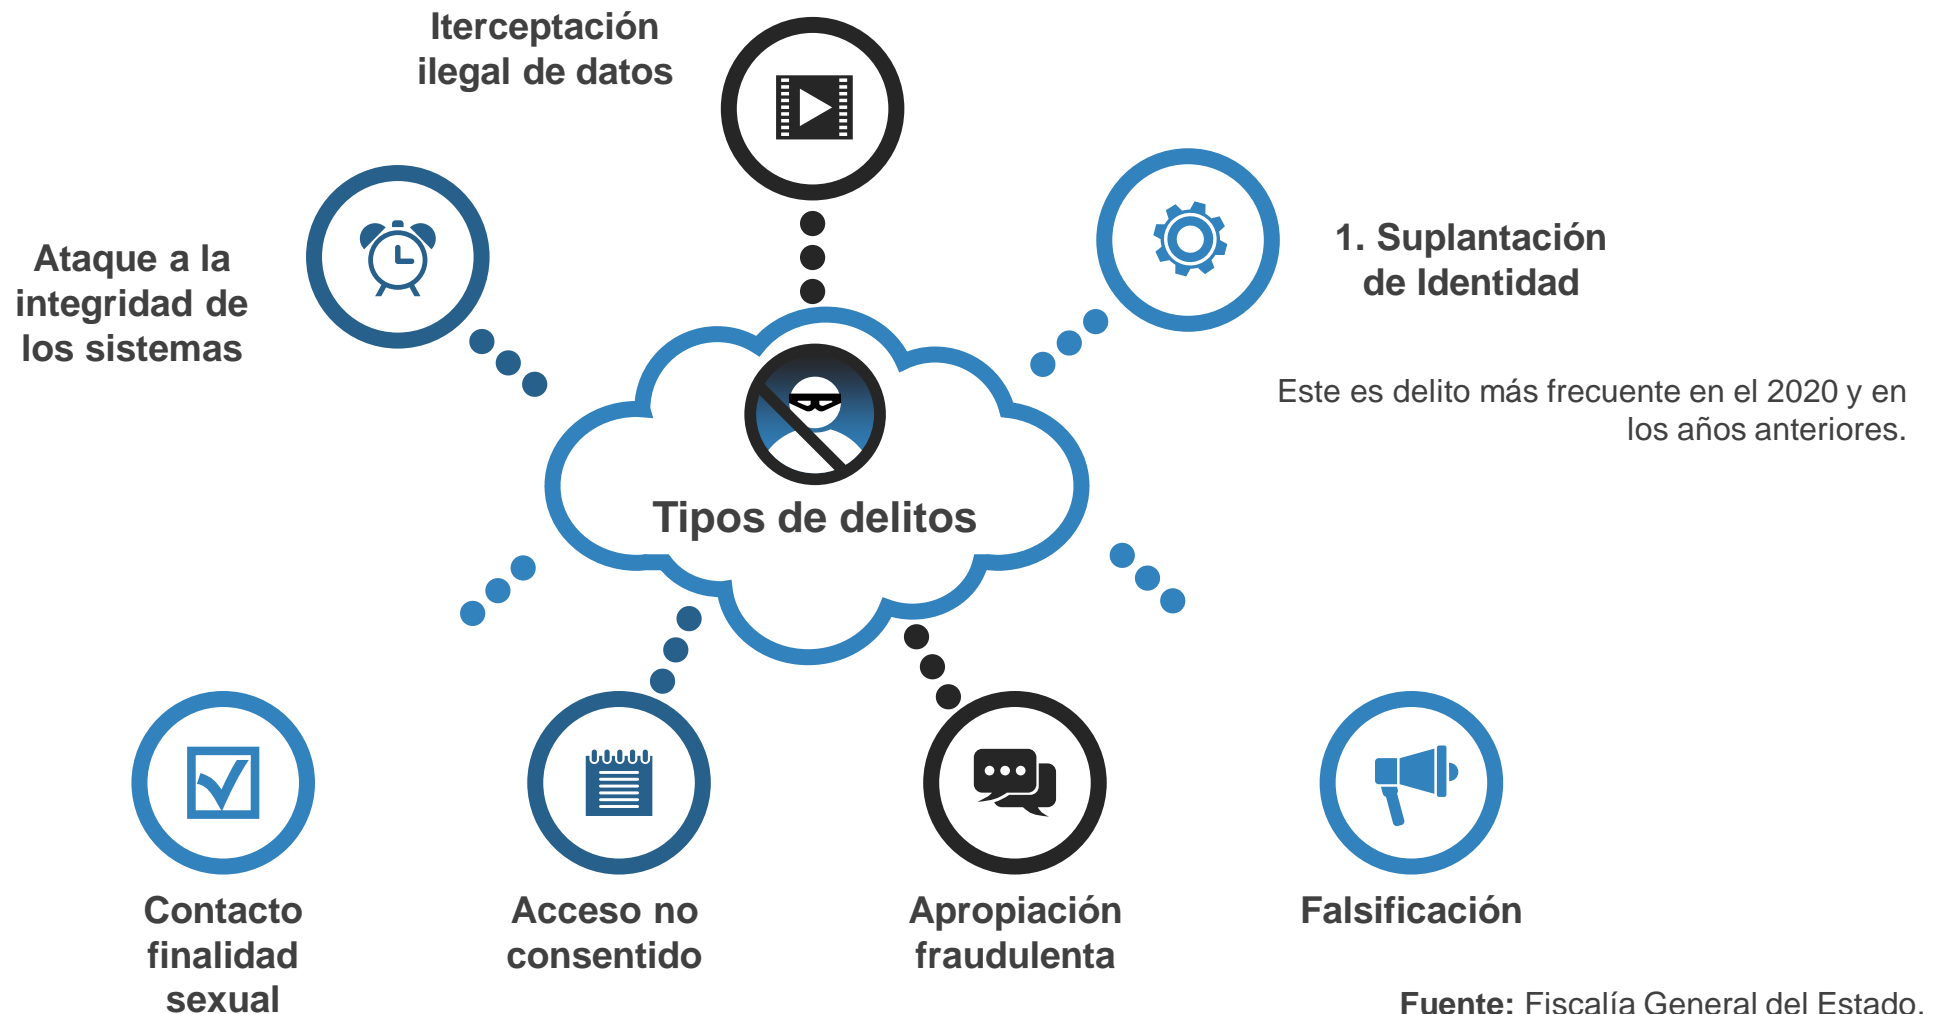 Iterceptación
ilegal de datos
Ataque a la
integridad de
los sistemas
1. Suplantación
de Identidad
Este es delito más frecuente en el 2020 y en
los años anteriores.
Tipos de delitos
Contacto
finalidad
sexual
Acceso no
consentido
Apropiación
fraudulenta
Falsificación
Fuente: Fiscalía General del Estado.